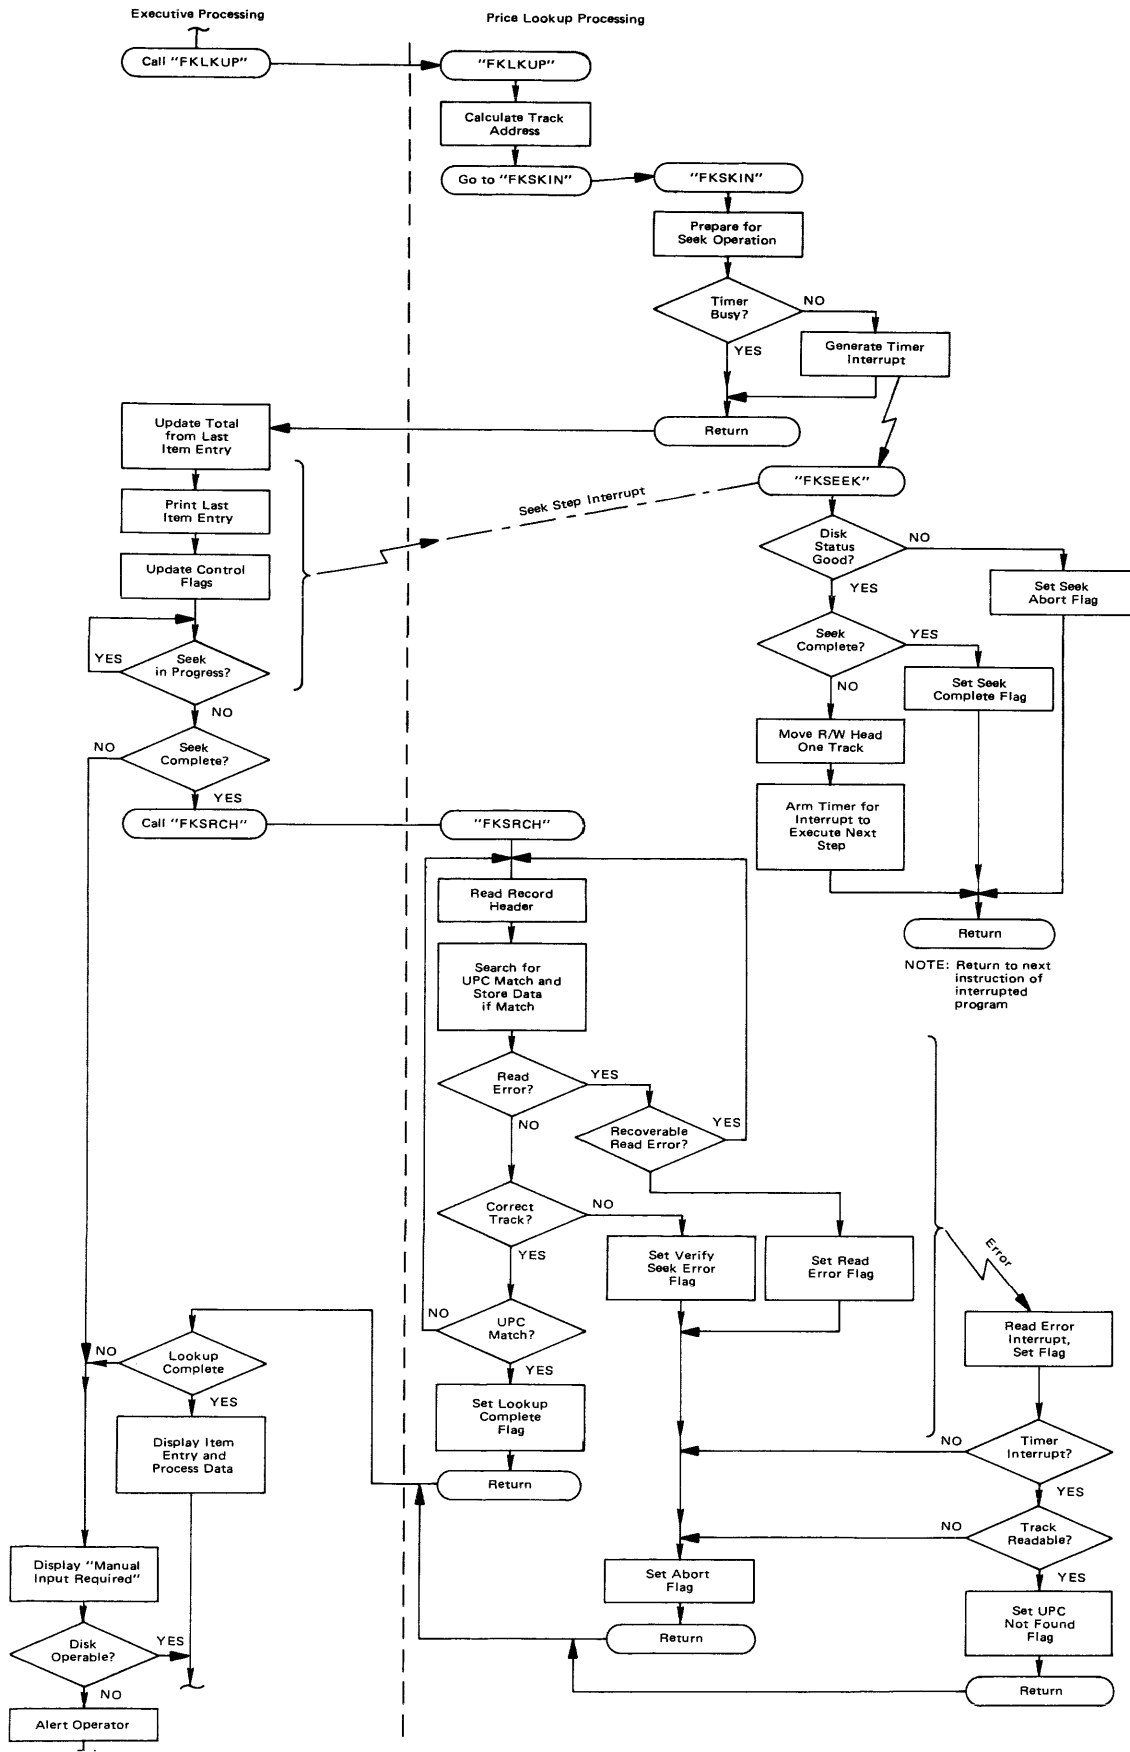 Executive Processing
Price Lookup Processing
Call "FKLKUP"
"FKLKUP"
Calculate Track
Address
Go to "FKSKIN"
"FKSKIN"
Prepare for
Seek Operation
Timer
Busy?
NO
YES
Generate Timer
Interrupt
Return
Update Total
from Last
Item Entry
Print Last
Item Entry
Update Control
Flags
Seek Step Interrupt
"FKSEEK"
Disk
Status
Good?
NO
YES
Set Seek
Abort Flag
Seek
Complete?
YES
NO
Set Seek
Complete Flag
Move R/W Head
One Track
Arm Timer for
Interrupt to
Execute Next
Step
Return
NOTE: Return to next
instruction of
interrupted
program
YES
Seek
in Progress?
NO
NO
Seek
Complete?
YES
Call "FKSRCH"
"FKSRCH"
Read Record
Header
Search for
UPC Match and
Store Data
if Match
Read
Error?
YES
NO
Recoverable
Read Error?
YES
Correct
Track?
NO
YES
Set Verify
Seek Error
Flag
Set Read
Error Flag
Error
Read Error
Interrupt,
Set Flag
NO
UPC
Match?
YES
Set Lookup
Complete
Flag
Return
NO
Lookup
Complete
YES
Display Item
Entry and
Process Data
NO
Timer
Interrupt?
YES
NO
Track
Readable?
YES
Set Abort
Flag
Return
Set UPC
Not Found
Flag
Return
Display "Manual
Input Required"
Disk
Operable?
YES
NO
Alert Operator